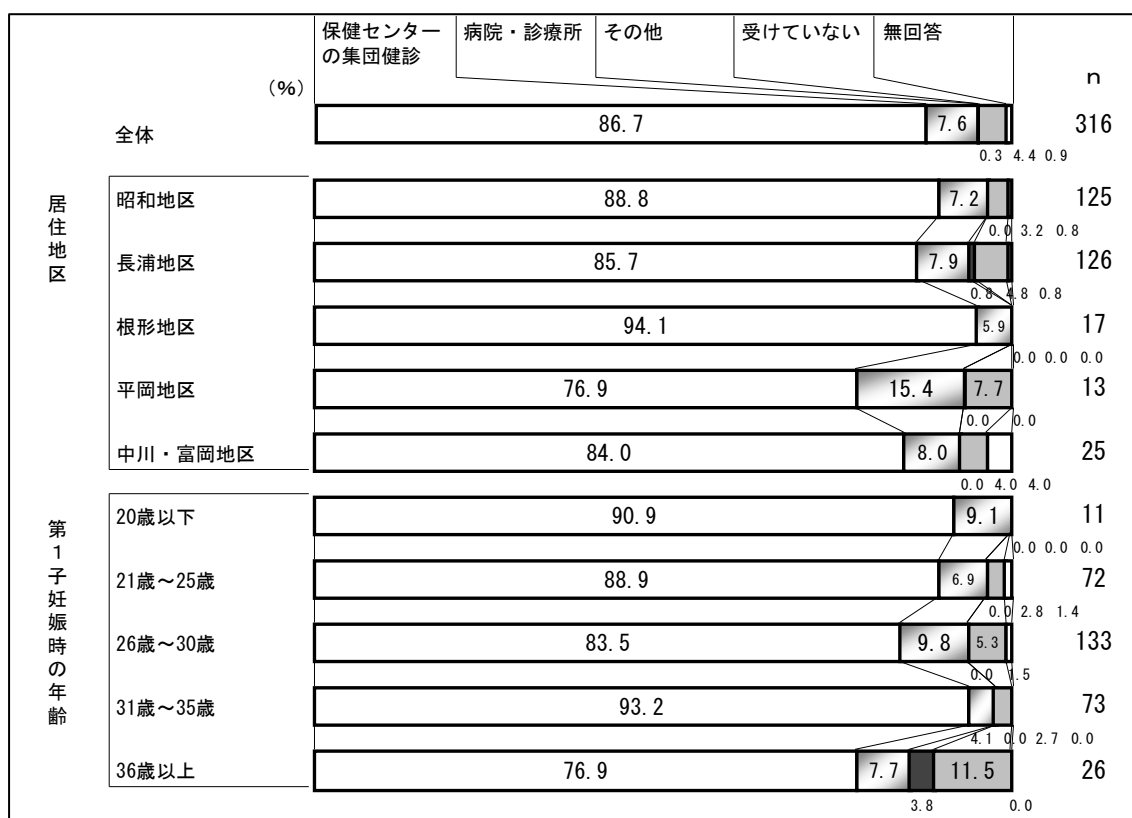 保健センター
の集団健診
病院・診療所
その他
受けていない
無回答
（%）
n
全体
86.7
7.6
316
0.3 4.4 0.9
居住地区
昭和地区
88.8
7.2
125
0.0 3.2 0.8
長浦地区
85.7
7.9
126
0.8 4.8 0.8
根形地区
94.1
5.9
17
0.0 0.0 0.0
平岡地区
76.9
15.4
7.7
13
0.0 0.0
中川・富岡地区
84.0
8.0
25
0.0 4.0 4.0
第1子妊娠時の年齢
20歳以下
90.9
9.1
11
0.0 0.0 0.0
21歳～25歳
88.9
6.9
72
0.0 2.8 1.4
26歳～30歳
83.5
9.8
5.3
133
0.0 1.5
31歳～35歳
93.2
73
4.1 0.0 2.7 0.0
36歳以上
76.9
7.7
11.5
26
3.8 0.0